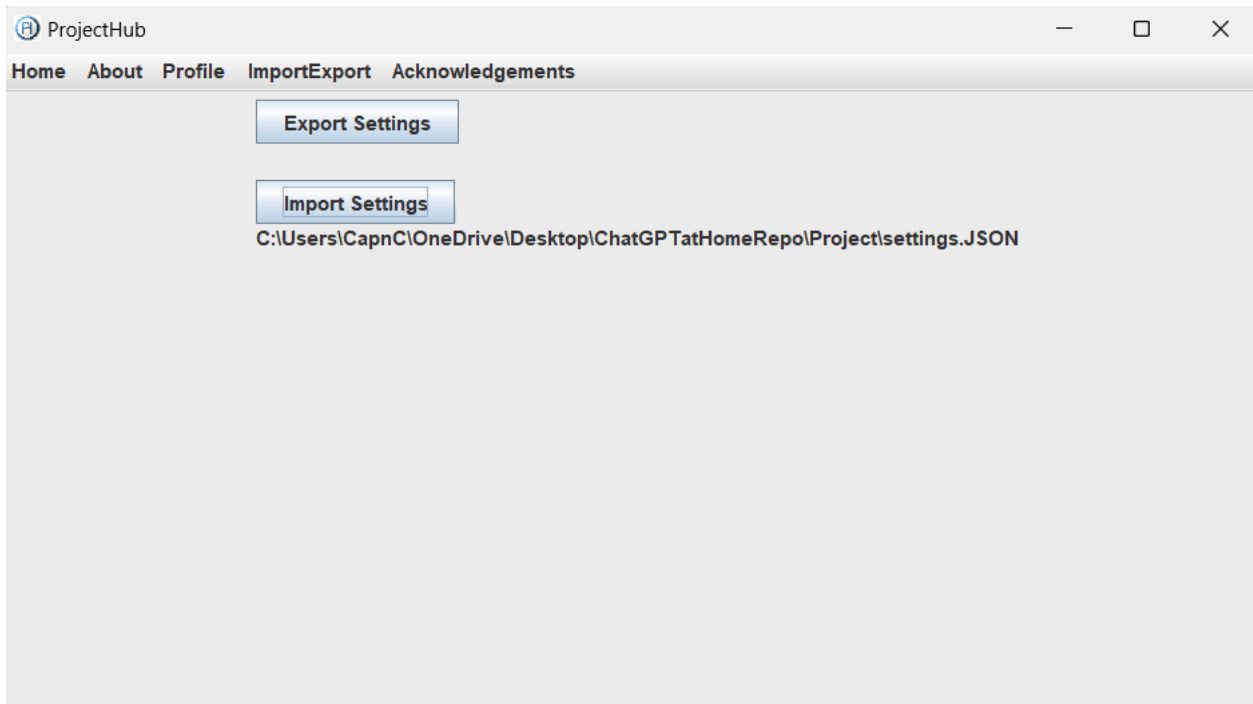 ProjectHub
Home About Profile ImportExport Acknowledgements
Export Settings
Import Settings
C:\Users\CapnC\OneDrive\Desktop\ChatGPTatHomeRepo\Project\settings.JSON